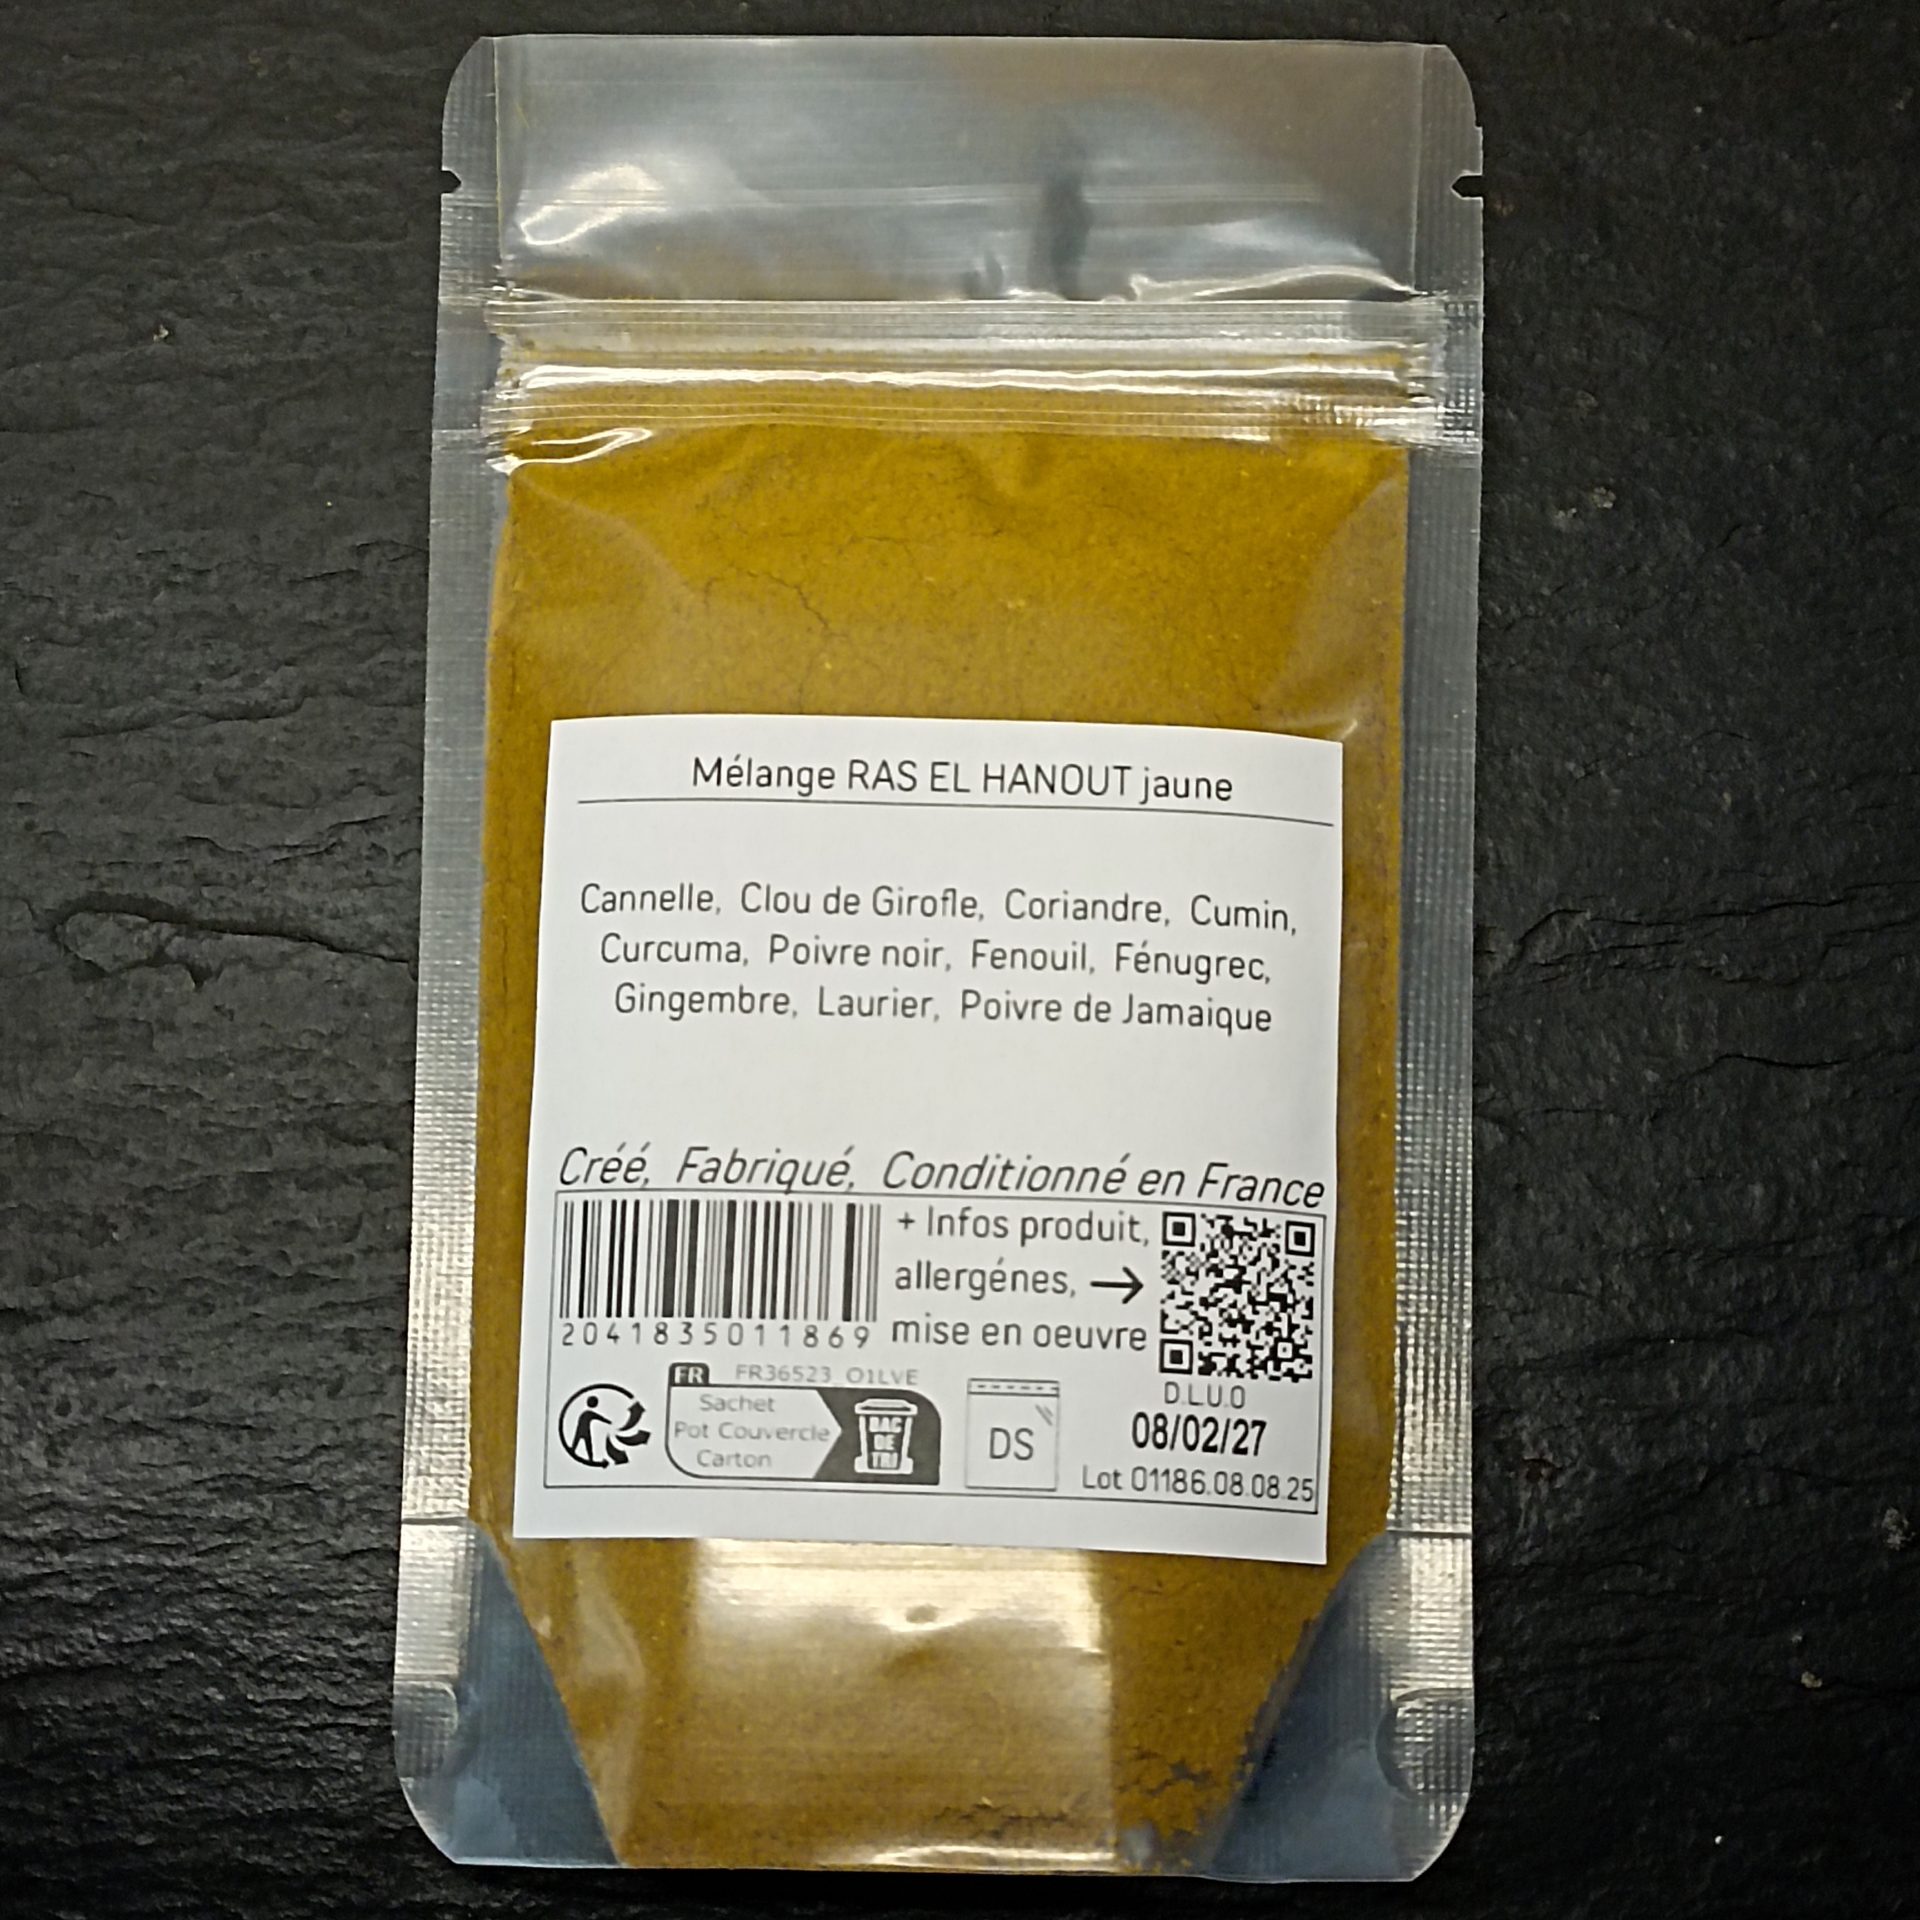 Mélange RAS EL HANOUT jaune
Cannelle, Clou de Girofle, Coriandre, Cumin,
Curcuma, Poivre noir, Fenouil, Fénugrec,
Gingembre, Laurier, Poivre de Jamaique
Créé, Fabriqué, Conditionné en France
+ Infos produit,
allergénes, →
mise en oeuvre
2041835011869
FR FR36523_01LVE
Sachet
Pot Couvercle
Carton
BAC
DE
TRI
DS
D.L.U.O
08/02/27
Lot 01186.08.08.25